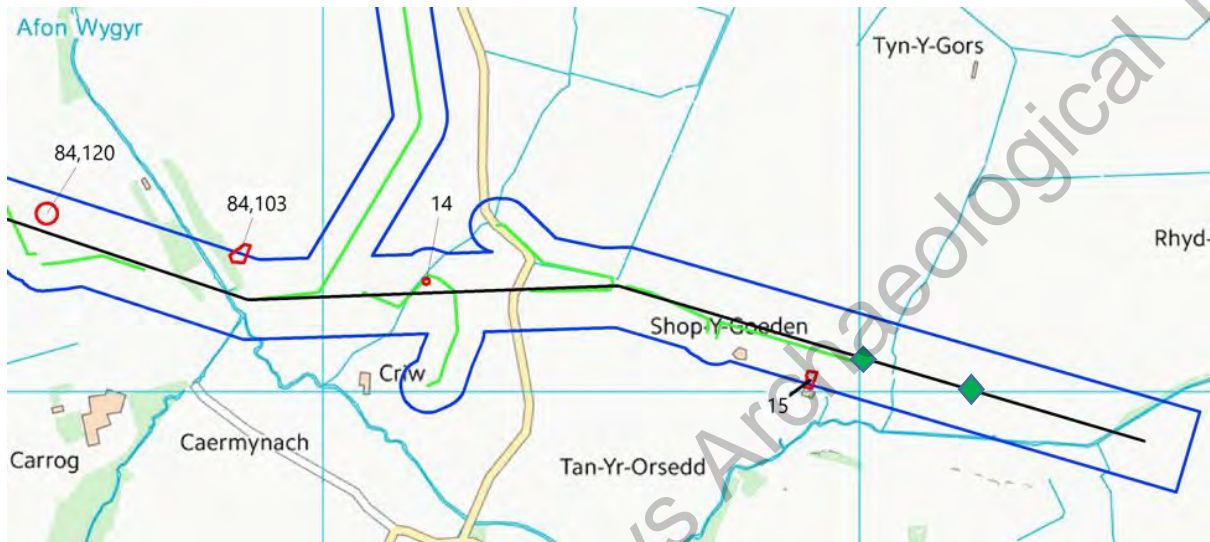 Afon Wygyr
Tyn-Y-Gors
84,120
84,103
14
Rhyd-
Shop-Y-Gooden
Criw
15
Caermynach
Carrog
Tan-Yr-Orsedd
s Archaeological